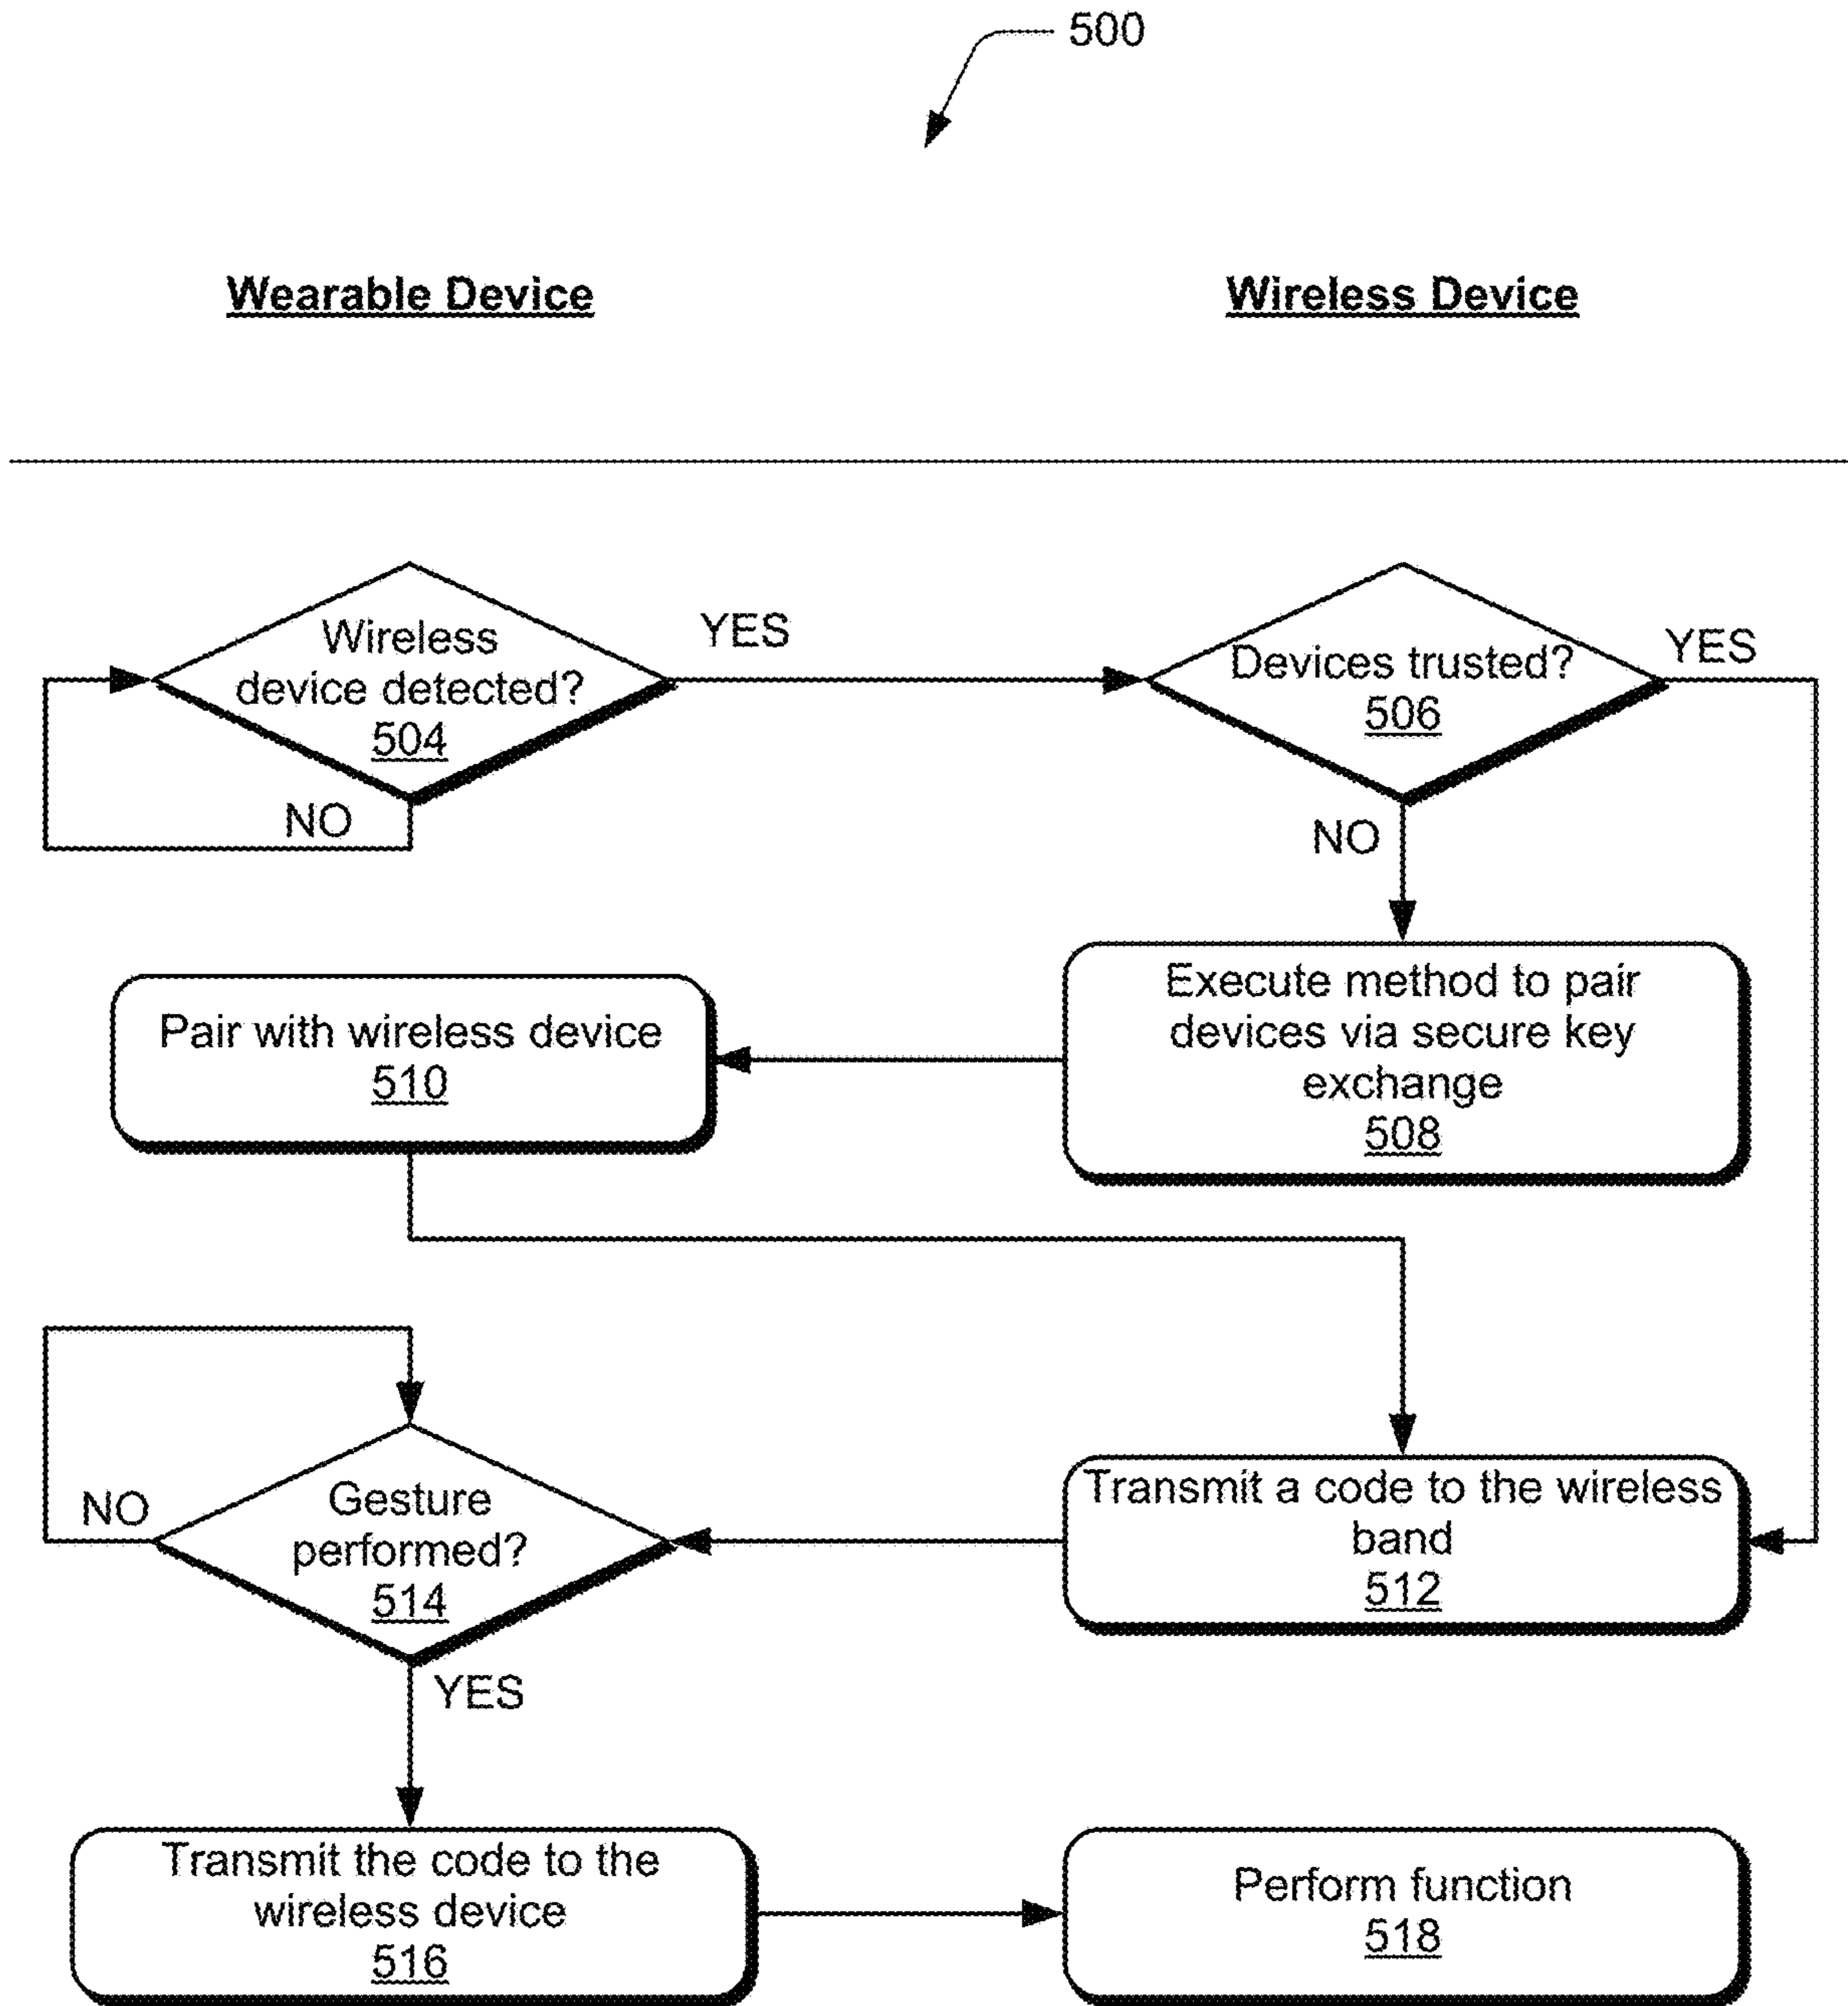 500
Wearable Device
Wireless Device
Wireless
device detected?
504
YES
NO
Devices trusted?
506
YES
NO
Execute method to pair
devices via secure key
exchange
508
Pair with wireless device
510
Transmit a code to the wireless
band
512
Gesture
performed?
514
NO
YES
Transmit the code to the
wireless device
516
Perform function
518